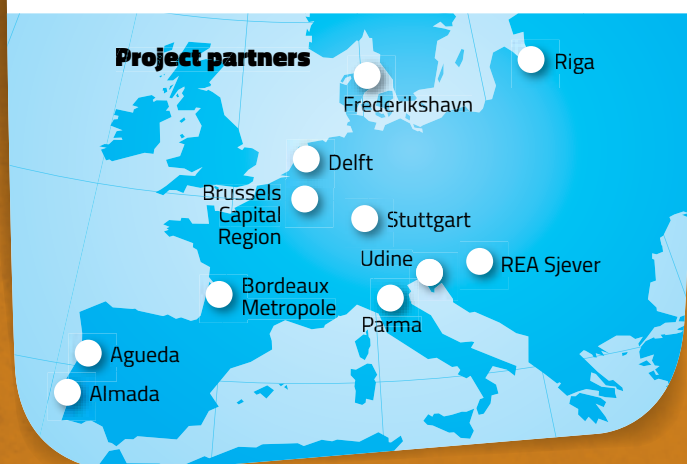 Project partners
Riga
Frederikshavn
Delft
Brussels
Capital
Region
Stuttgart
Udine
REA Sjever
Bordeaux
Metropole
Parma
Agueda
Almada